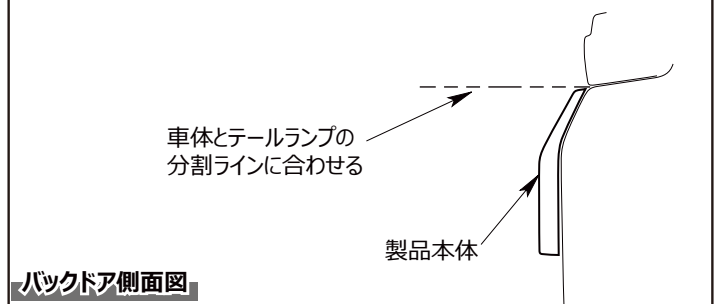 車体とテールランプの
分割ラインに合わせる
製品本体
バックドア側面図